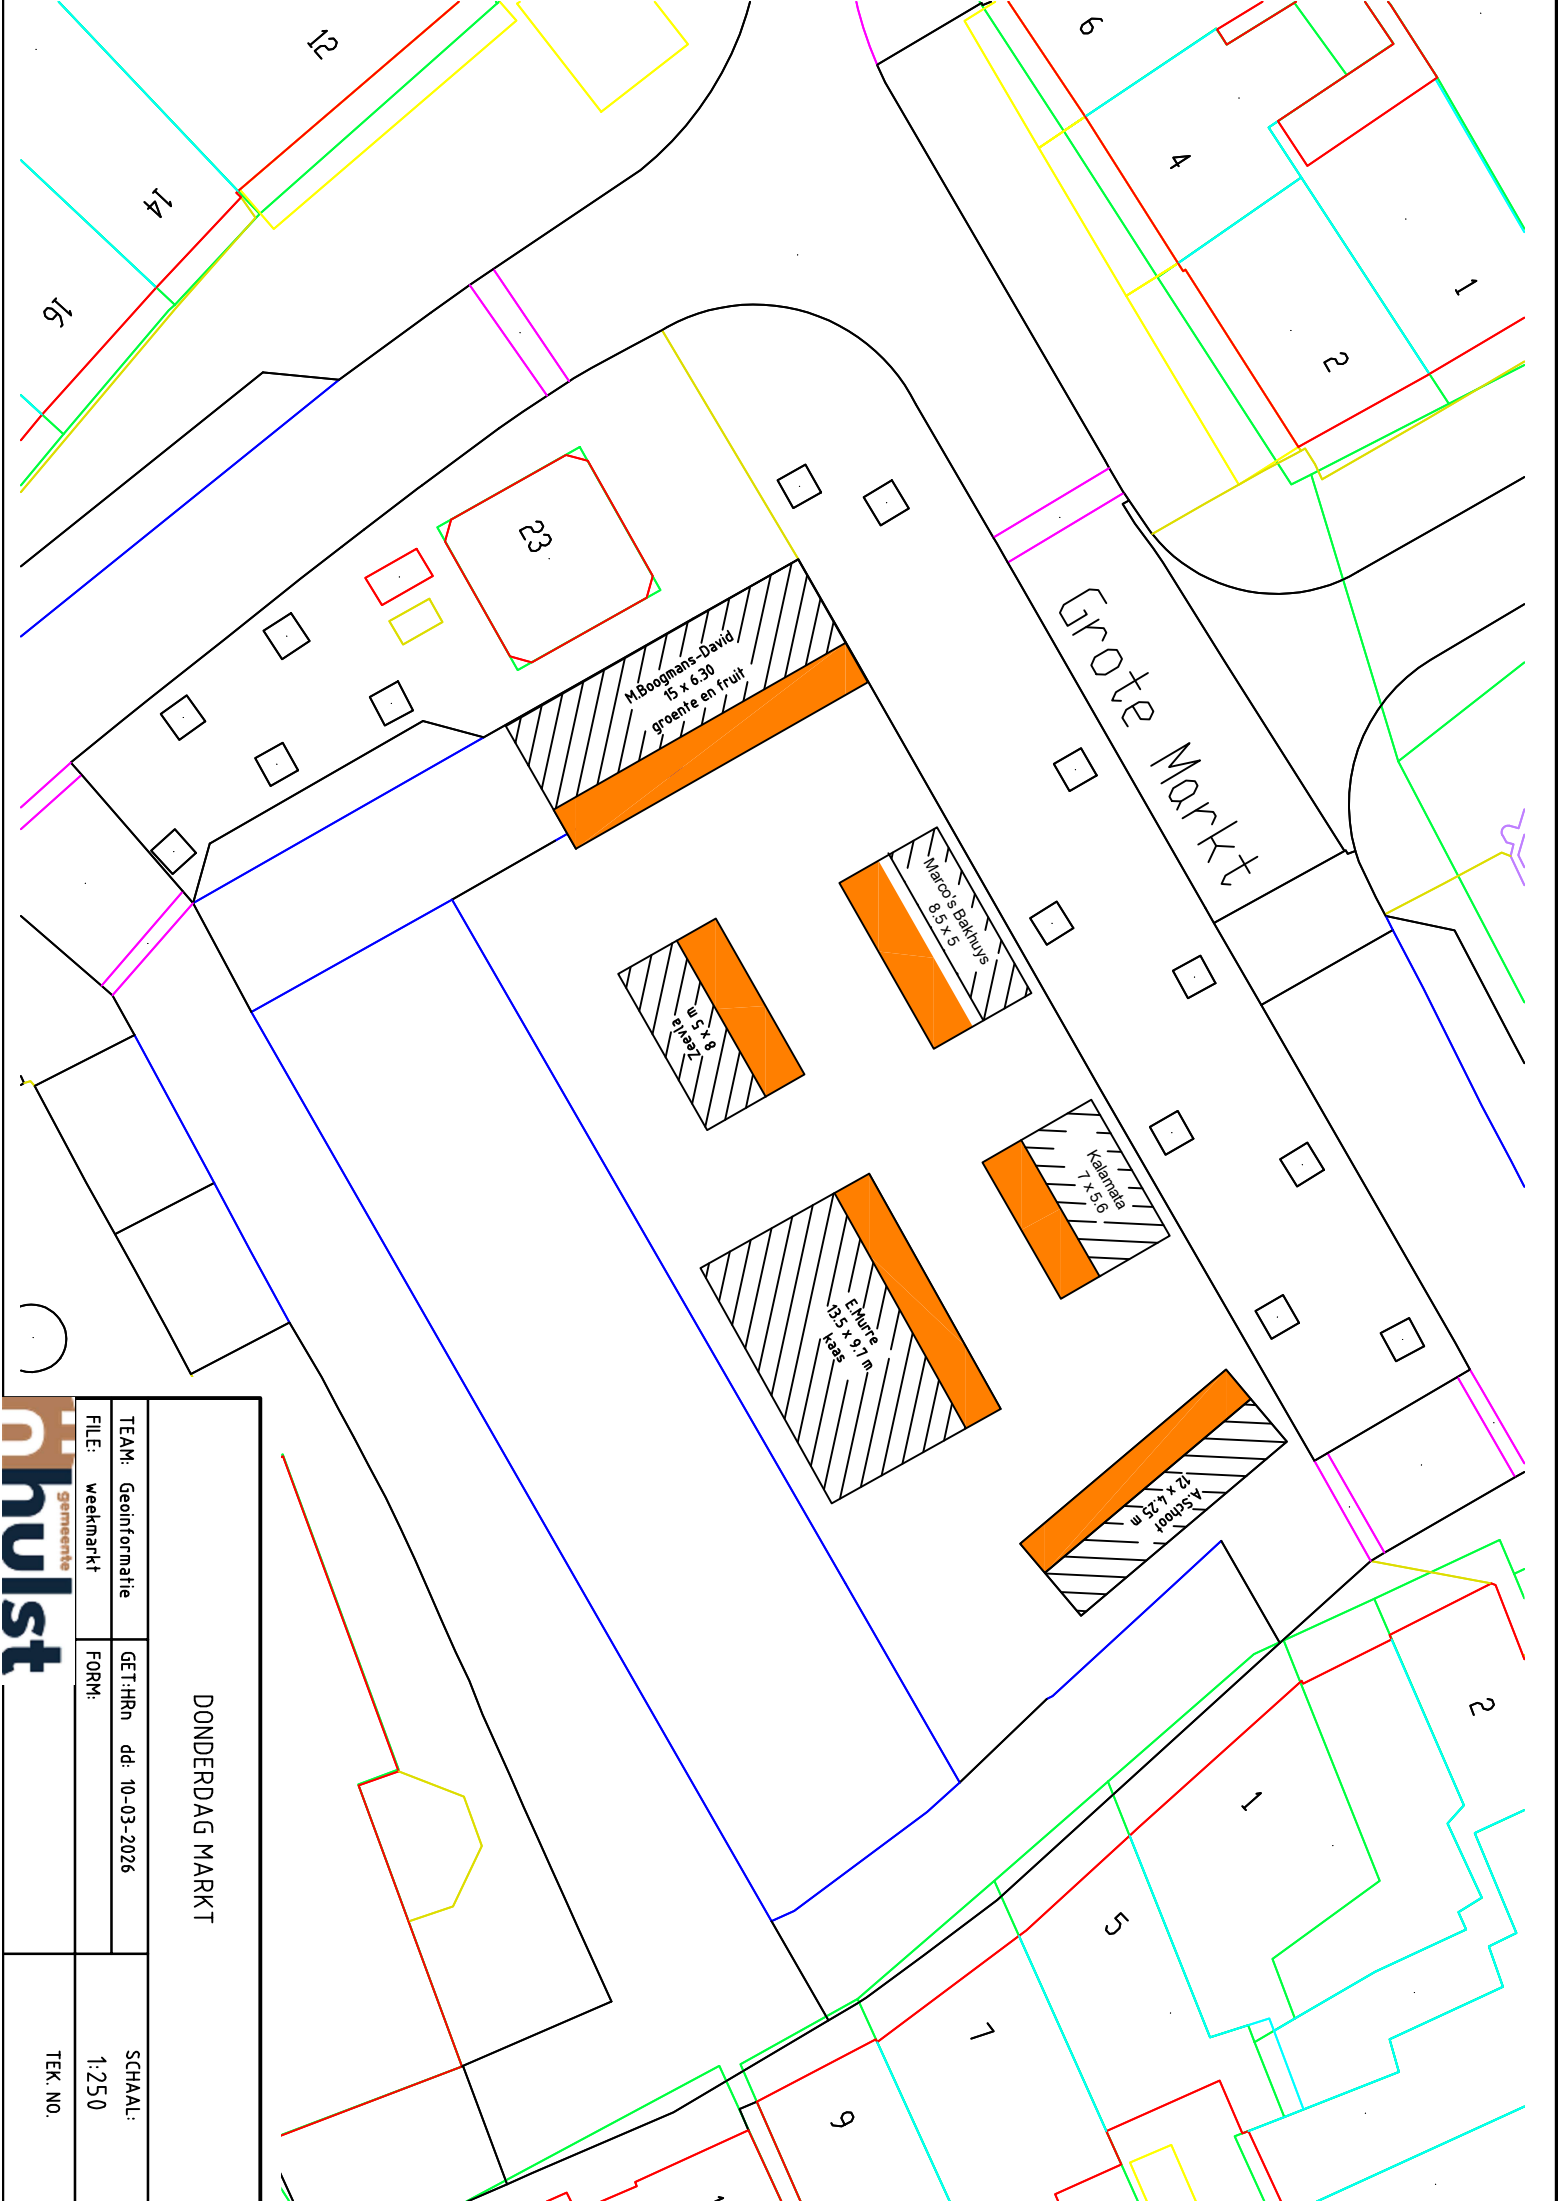 12
14
16
6
4
2
1
23
Grote Markt
M.Boogmans-David
15 x 6.30
groente en fruit
Marco's Bakhuys
8.5 x 5
Zeevia
8 x 5 m
Kalamata
7 x 5.6
E.Murre
13.5 x 9.7 m
kaas
A.Schoot
12 x 4.25 m
2
1
5
7
9
DONDERDAG MARKT
TEAM: Geoinformatie
GET:HRn dd: 10-03-2026
SCHAAL:
1:250
FILE: weekmarkt
FORM:
TEK. NO.
gemeente
hulst